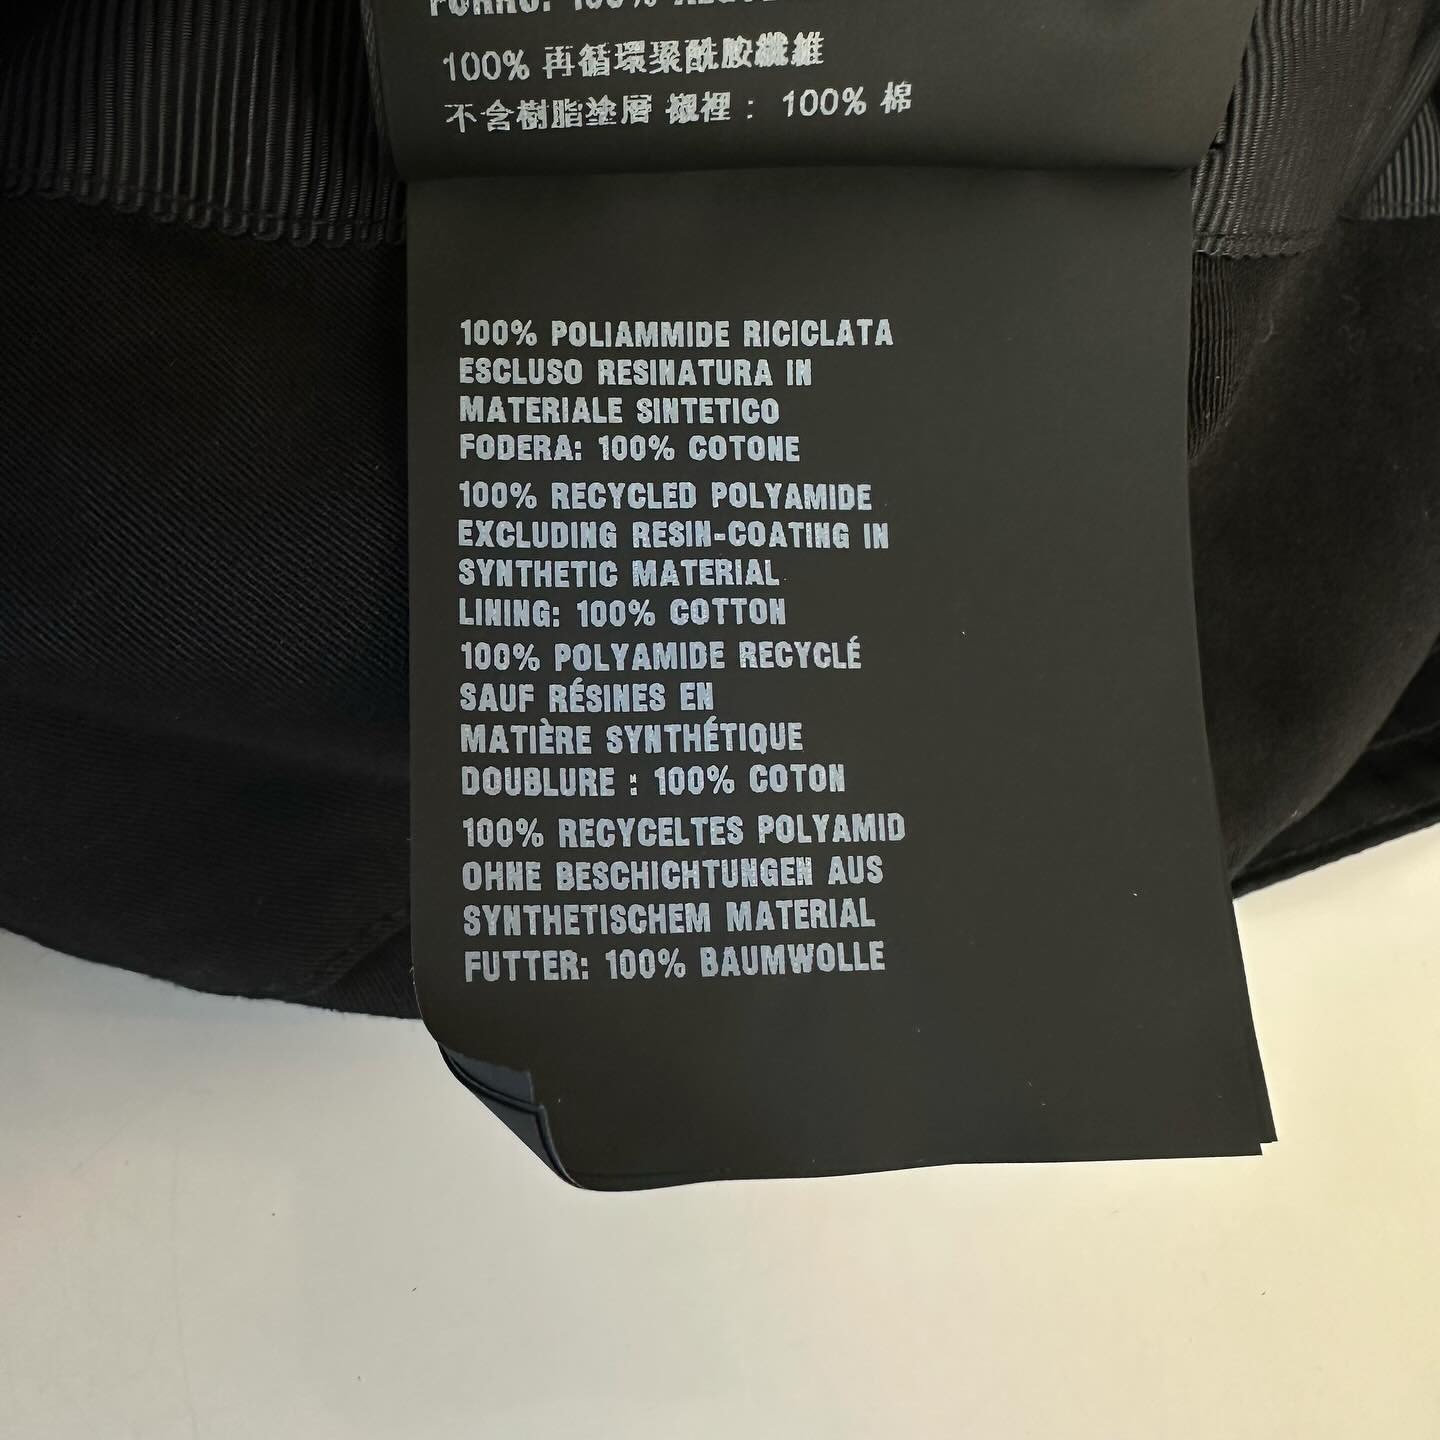 FORRO: 100%
100% 再循環聚酰胺纖維
不含樹脂塗層 襯裡： 100% 棉
100% POLIAMMIDE RICICLATA
ESCLUSO RESINATURA IN
MATERIALE SINTETICO
FODERA: 100% COTONE
100% RECYCLED POLYAMIDE
EXCLUDING RESIN-COATING IN
SYNTHETIC MATERIAL
LINING: 100% COTTON
100% POLYAMIDE RECYCLÉ
SAUF RÉSINES EN
MATIÈRE SYNTHÉTIQUE
DOUBLURE : 100% COTON
100% RECYCELTES POLYAMID
OHNE BESCHICHTUNGEN AUS
SYNTHETISCHEM MATERIAL
FUTTER: 100% BAUMWOLLE